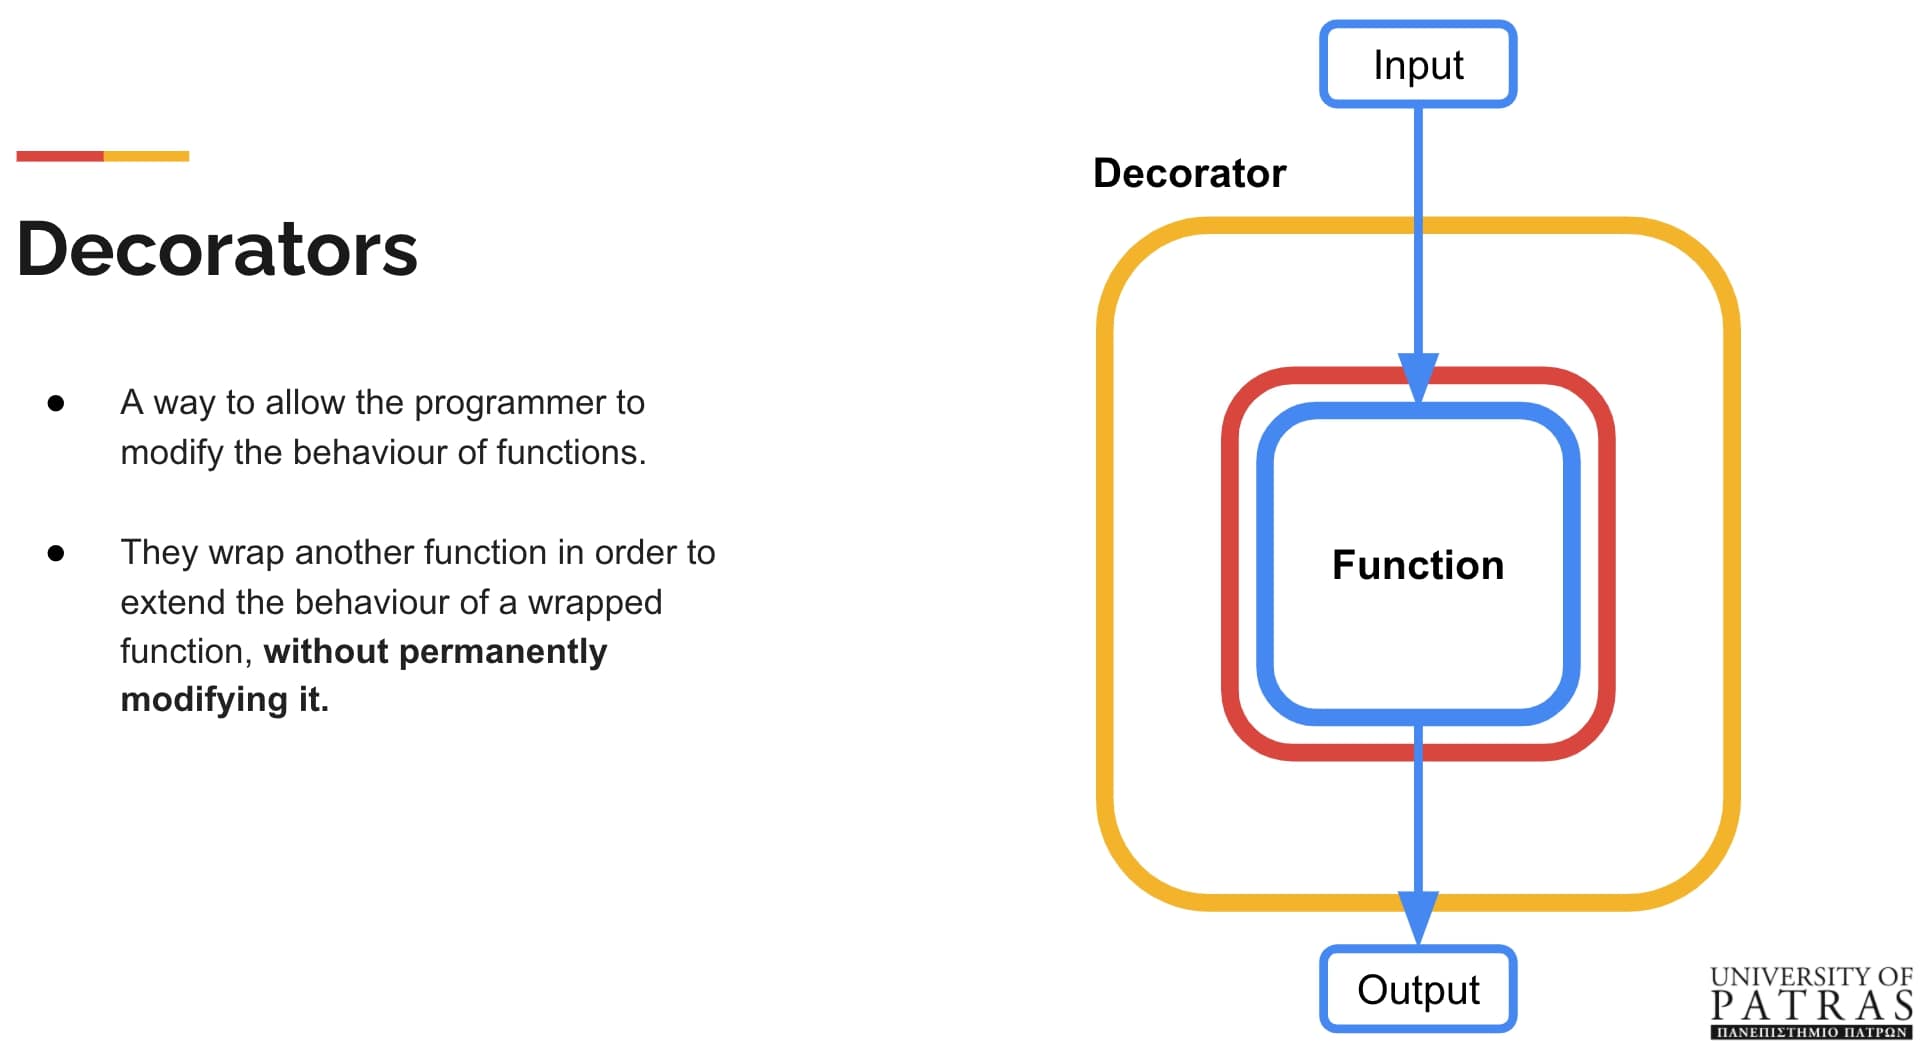 Decorators
● A way to allow the programmer to
modify the behaviour of functions.
● They wrap another function in order to
extend the behaviour of a wrapped
function, without permanently
modifying it.
Input
Decorator
Function
Output
UNIVERSITY OF
PATRAS
ΠΑΝΕΠΙΣΤΗΜΙΟ ΠΑΤΡΩΝ